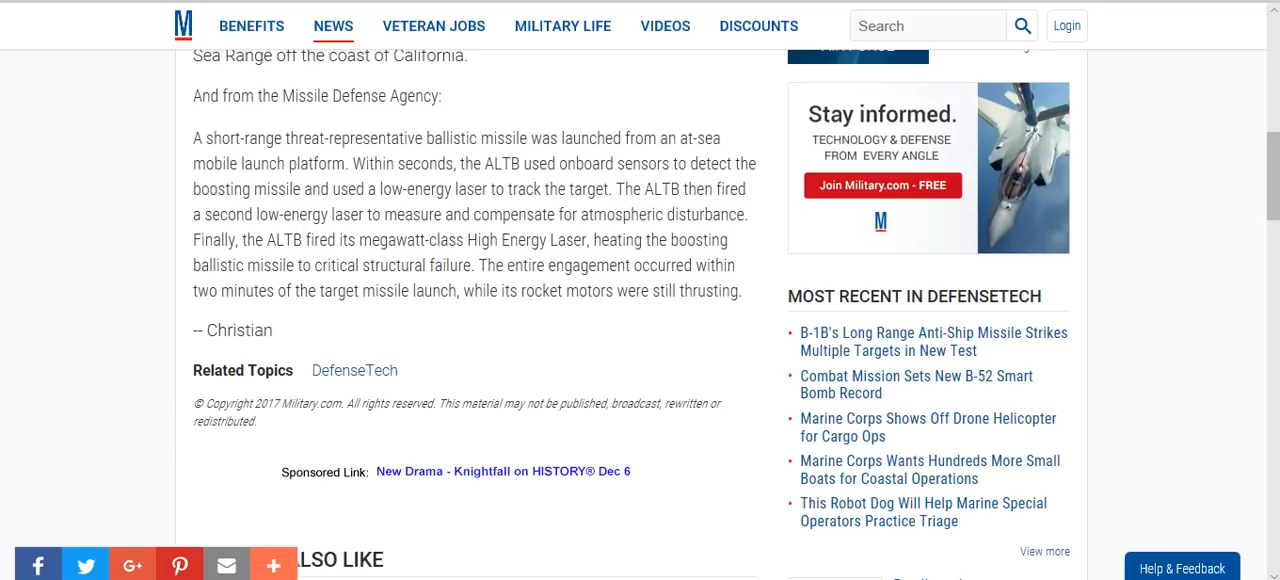 M BENEFITS NEWS VETERAN JOBS MILITARY LIFE VIDEOS DISCOUNTS Search Login
Sea Range off the coast of California.
And from the Missile Defense Agency:
A short-range threat-representative ballistic missile was launched from an at-sea
mobile launch platform. Within seconds, the ALTB used onboard sensors to detect the
boosting missile and used a low-energy laser to track the target. The ALTB then fired
a second low-energy laser to measure and compensate for atmospheric disturbance.
Finally, the ALTB fired its megawatt-class High Energy Laser, heating the boosting
ballistic missile to critical structural failure. The entire engagement occurred within
two minutes of the target missile launch, while its rocket motors were still thrusting.
-- Christian
Related Topics DefenseTech
© Copyright 2017 Military.com. All rights reserved. This material may not be published, broadcast, rewritten or
redistributed.
Sponsored Link: New Drama - Knightfall on HISTORY® Dec 6
ALSO LIKE
f G+ +
Stay informed.
TECHNOLOGY & DEFENSE
FROM EVERY ANGLE
Join Military.com - FREE
M
MOST RECENT IN DEFENSETECH
• B-1B's Long Range Anti-Ship Missile Strikes
Multiple Targets in New Test
• Combat Mission Sets New B-52 Smart
Bomb Record
• Marine Corps Shows Off Drone Helicopter
for Cargo Ops
• Marine Corps Wants Hundreds More Small
Boats for Coastal Operations
• This Robot Dog Will Help Marine Special
Operators Practice Triage
View more
Help & Feedback